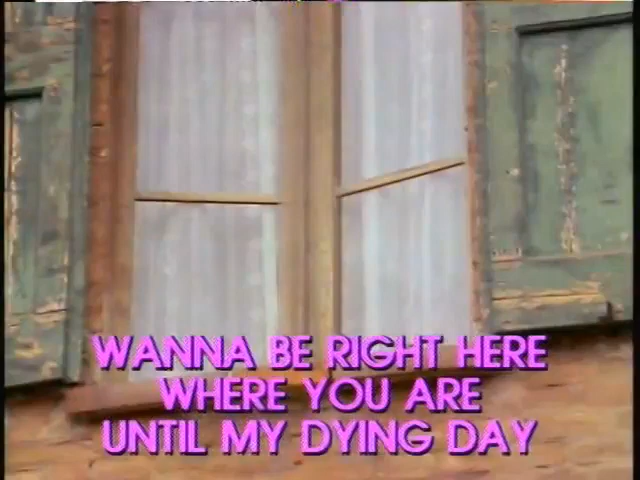 WANNA BE RIGHT HERE
WHERE YOU ARE
UNTIL MY DYING DAY